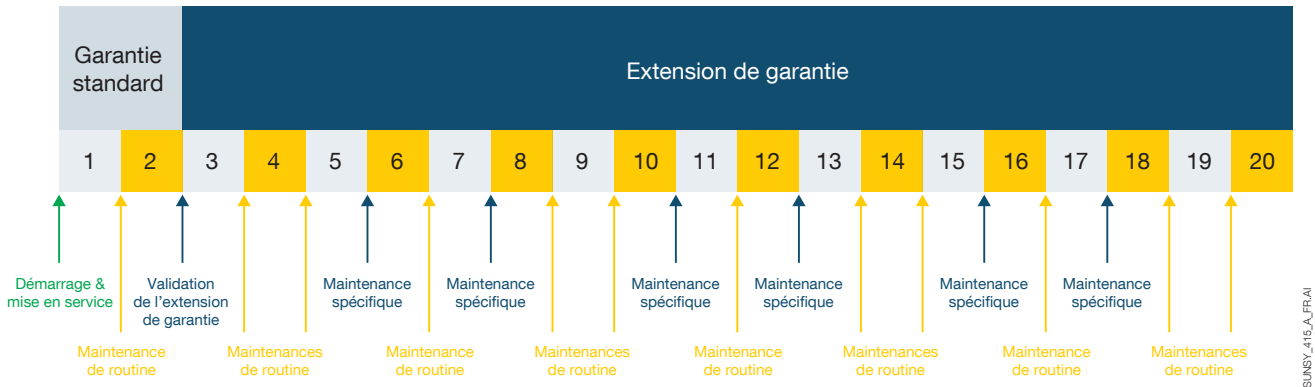 Garantie
standard
Extension de garantie
1 2 3 4 5 6 7 8 9 10 11 12 13 14 15 16 17 18 19 20
Démarrage &
mise en service
Validation
de l'extension
de garantie
Maintenance
spécifique
Maintenance
spécifique
Maintenance
spécifique
Maintenance
spécifique
Maintenance
spécifique
Maintenance
spécifique
Maintenance
de routine
Maintenances
de routine
Maintenance
de routine
Maintenances
de routine
Maintenance
de routine
Maintenances
de routine
Maintenance
de routine
Maintenances
de routine
SUNSY_415_A_FR.AI